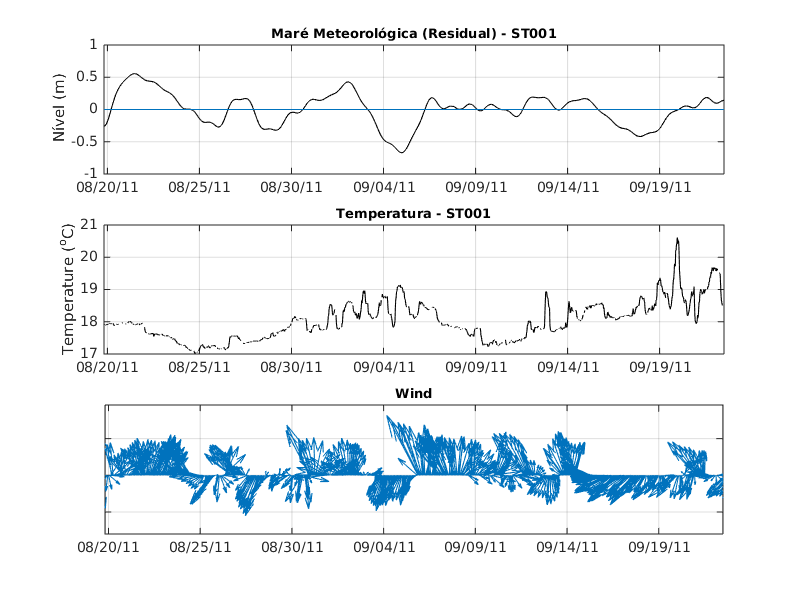 Maré Meteorológica (Residual) - ST001
Nível (m)
1
0.5
0
-0.5
-1
08/20/11 08/25/11 08/30/11 09/04/11 09/09/11 09/14/11 09/19/11
Temperatura - ST001
Temperature (°C)
21
20
19
18
17
08/20/11 08/25/11 08/30/11 09/04/11 09/09/11 09/14/11 09/19/11
Wind
08/20/11 08/25/11 08/30/11 09/04/11 09/09/11 09/14/11 09/19/11